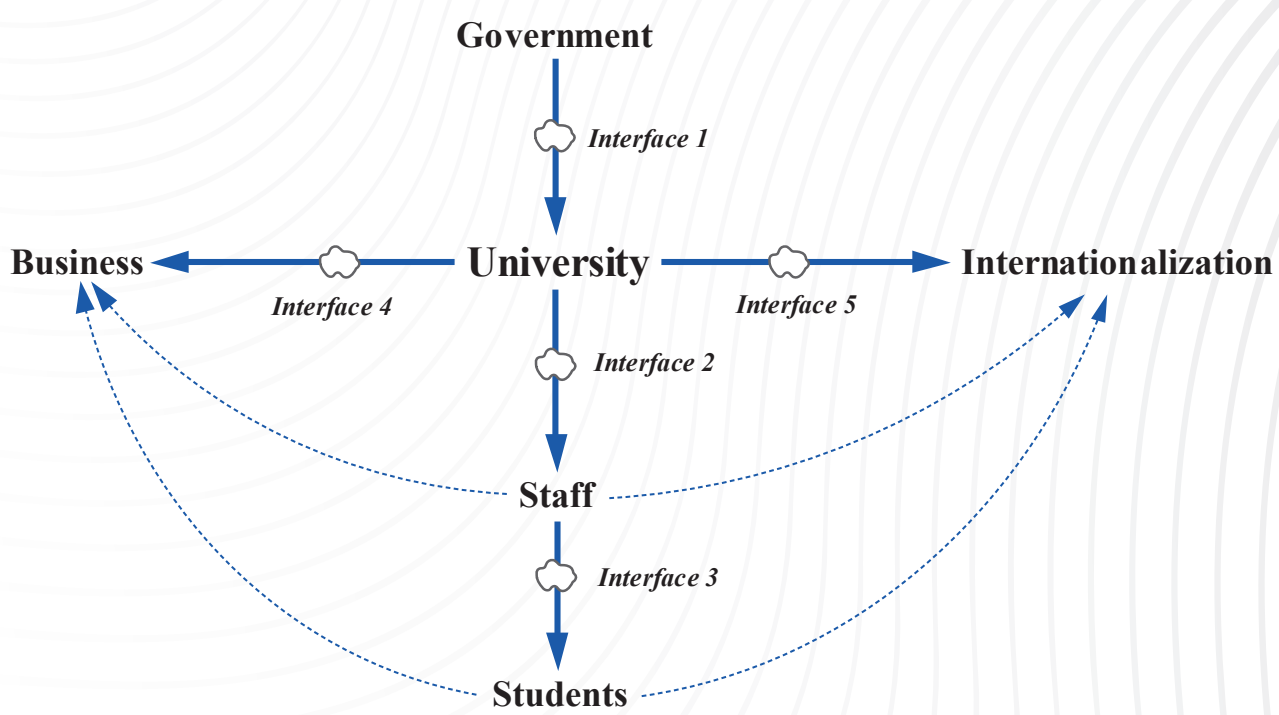 Government
Interface 1
Business
University
Internationalization
Interface 4
Interface 5
Interface 2
Staff
Interface 3
Students